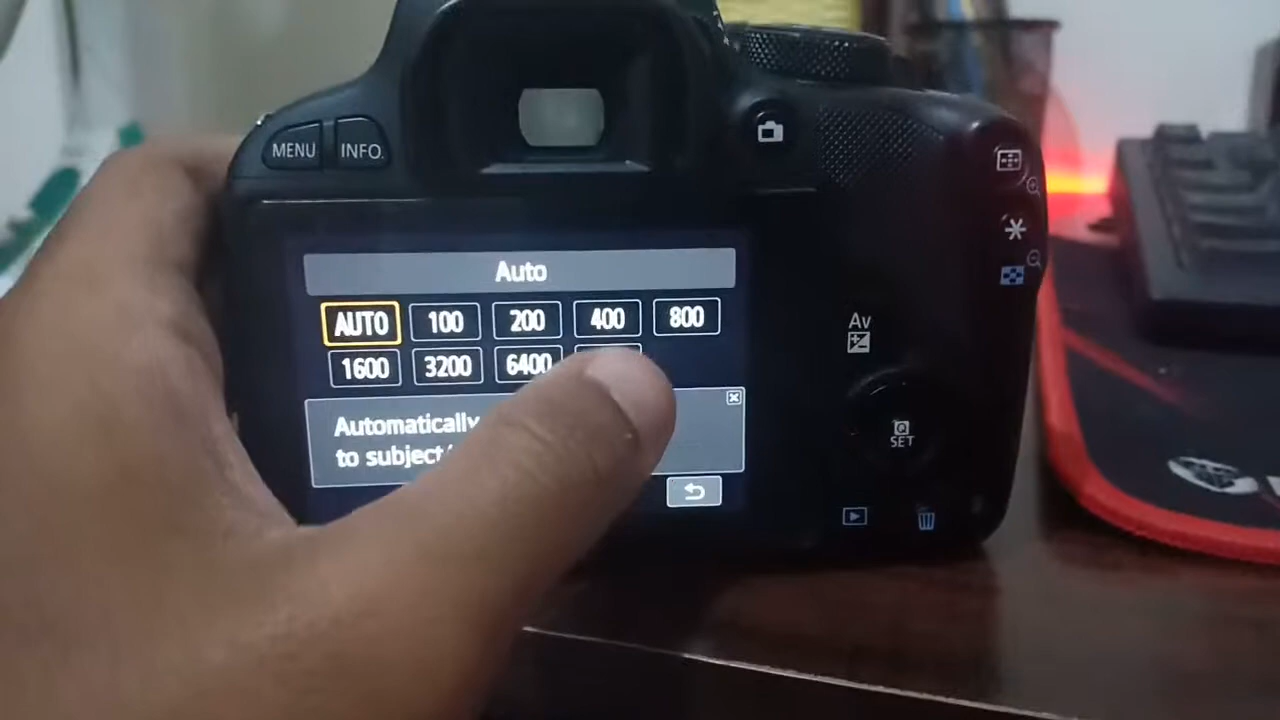 MENU INFO.
Auto
AUTO 100 200 400 800
1600 3200 6400
Automatically
to subject
Av
Q
SET